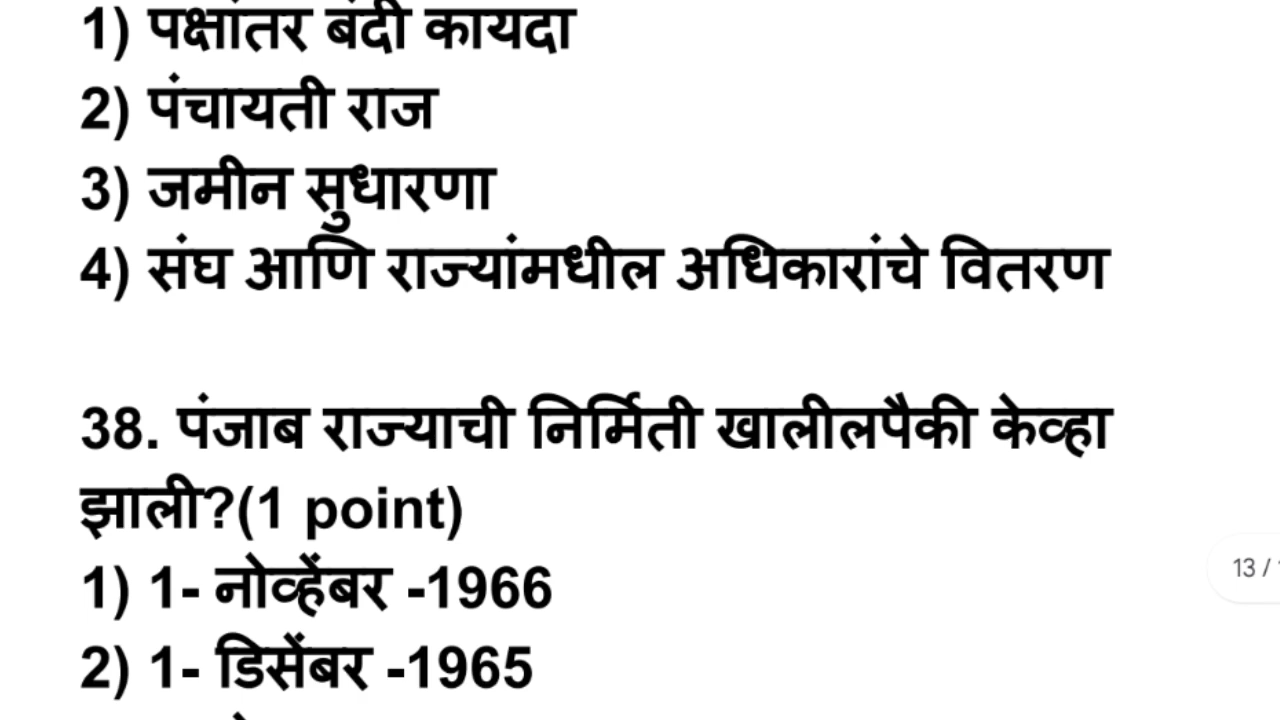 1) पक्षांतर बंदी कायदा
2) पंचायती राज
3) जमीन सुधारणा
4) संघ आणि राज्यांमधील अधिकारांचे वितरण
38. पंजाब राज्याची निर्मिती खालीलपैकी केव्हा
झाली?(1 point)
1) 1- नोव्हेंबर -1966
13 /
2) 1- डिसेंबर -1965